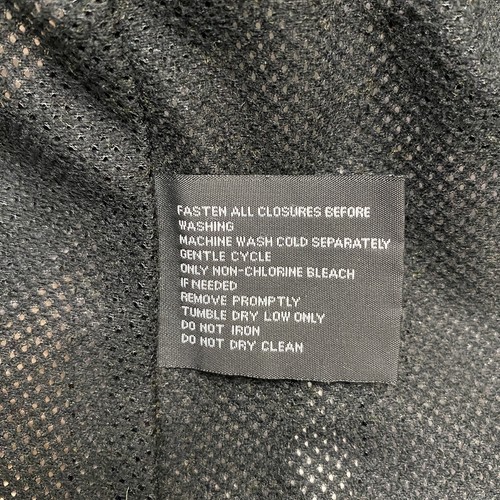 FASTEN ALL CLOSURES BEFORE
WASHING
MACHINE WASH COLD SEPARATELY
GENTLE CYCLE
ONLY NON-CHLORINE BLEACH
IF NEEDED
REMOVE PROMPTLY
TUMBLE DRY LOW ONLY
DO NOT IRON
DO NOT DRY CLEAN